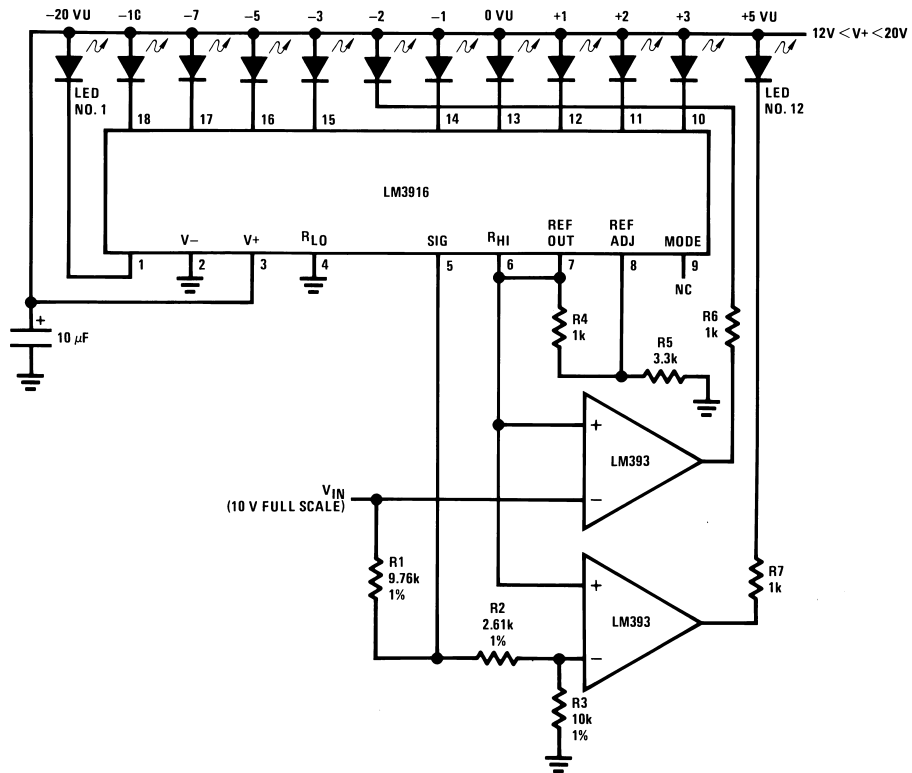 −20 VU −1C −7 −5 −3 −2 −1 0 VU +1 +2 +3 +5 VU
12V < V+ < 20V
LED
NO. 1
LED
NO. 12
18 17 16 15 14 13 12 11 10
LM3916
V− V+ RLO SIG RHI REF OUT REF ADJ MODE
1 2 3 4 5 6 7 8 9
NC
+
10 μF
R4
1k
R5
3.3k
R6
1k
+
LM393
−
VIN
(10 V FULL SCALE)
R1
9.76k
1%
R2
2.61k
1%
+
LM393
−
R7
1k
R3
10k
1%